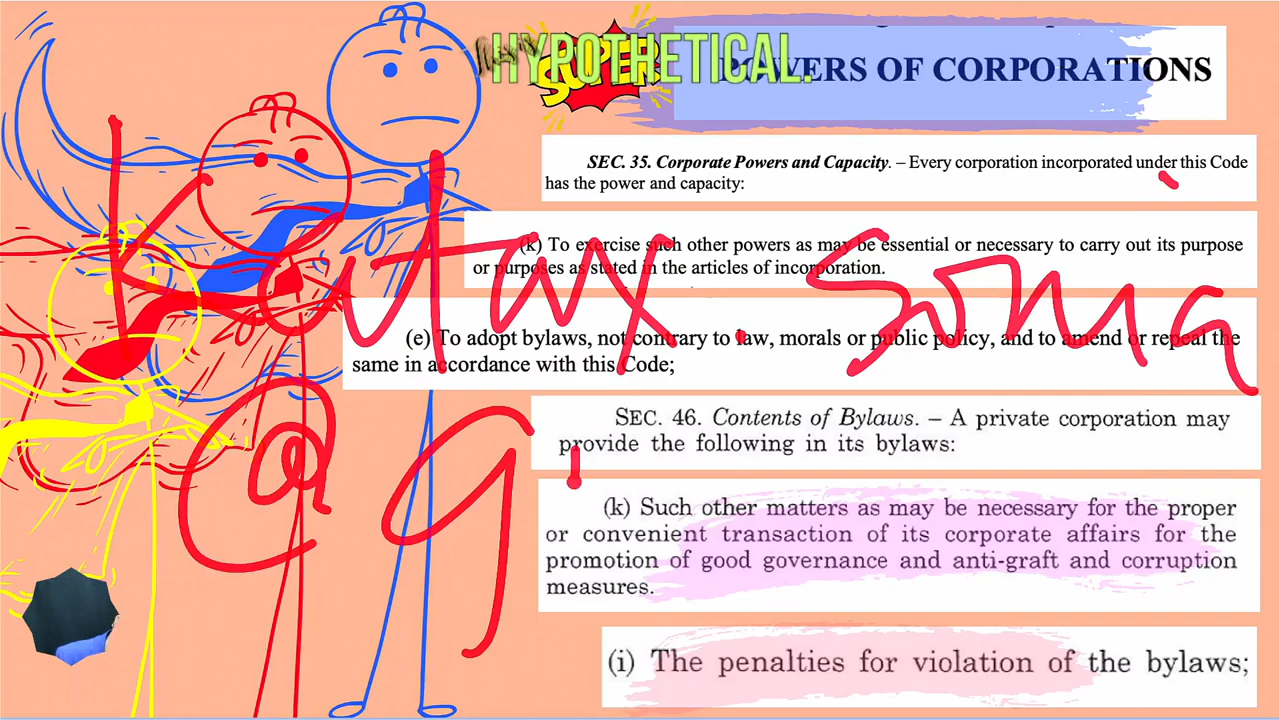 This is
HYPOTHETICAL.
SUPER
POWERS OF CORPORATIONS
SEC. 35. Corporate Powers and Capacity. – Every corporation incorporated under this Code
has the power and capacity:
(k) To exercise such other powers as may be essential or necessary to carry out its purpose
or purposes as stated in the articles of incorporation.
(e) To adopt bylaws, not contrary to law, morals or public policy, and to amend or repeal the
same in accordance with this Code;
SEC. 46. Contents of Bylaws. – A private corporation may
provide the following in its bylaws:
(k) Such other matters as may be necessary for the proper
or convenient transaction of its corporate affairs for the
promotion of good governance and anti-graft and corruption
measures.
(i) The penalties for violation of the bylaws;